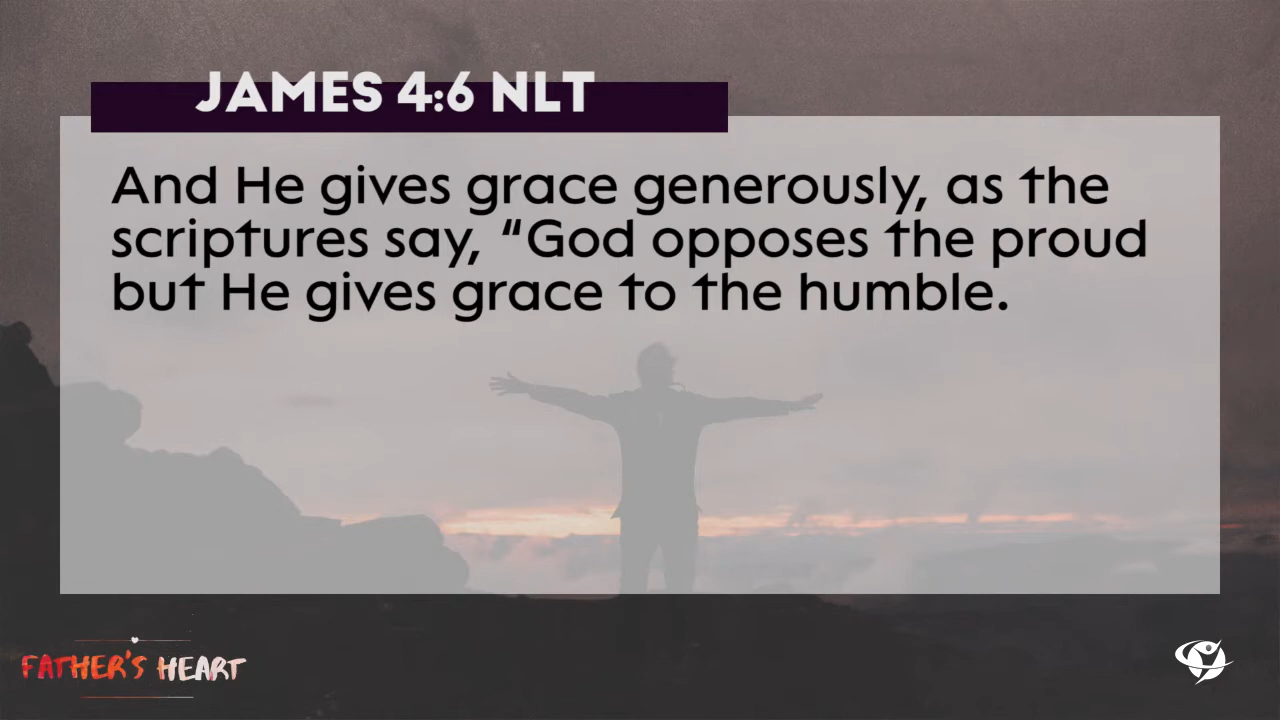 JAMES 4:6 NLT
And He gives grace generously, as the
scriptures say, “God opposes the proud
but He gives grace to the humble.
FATHER'S HEART